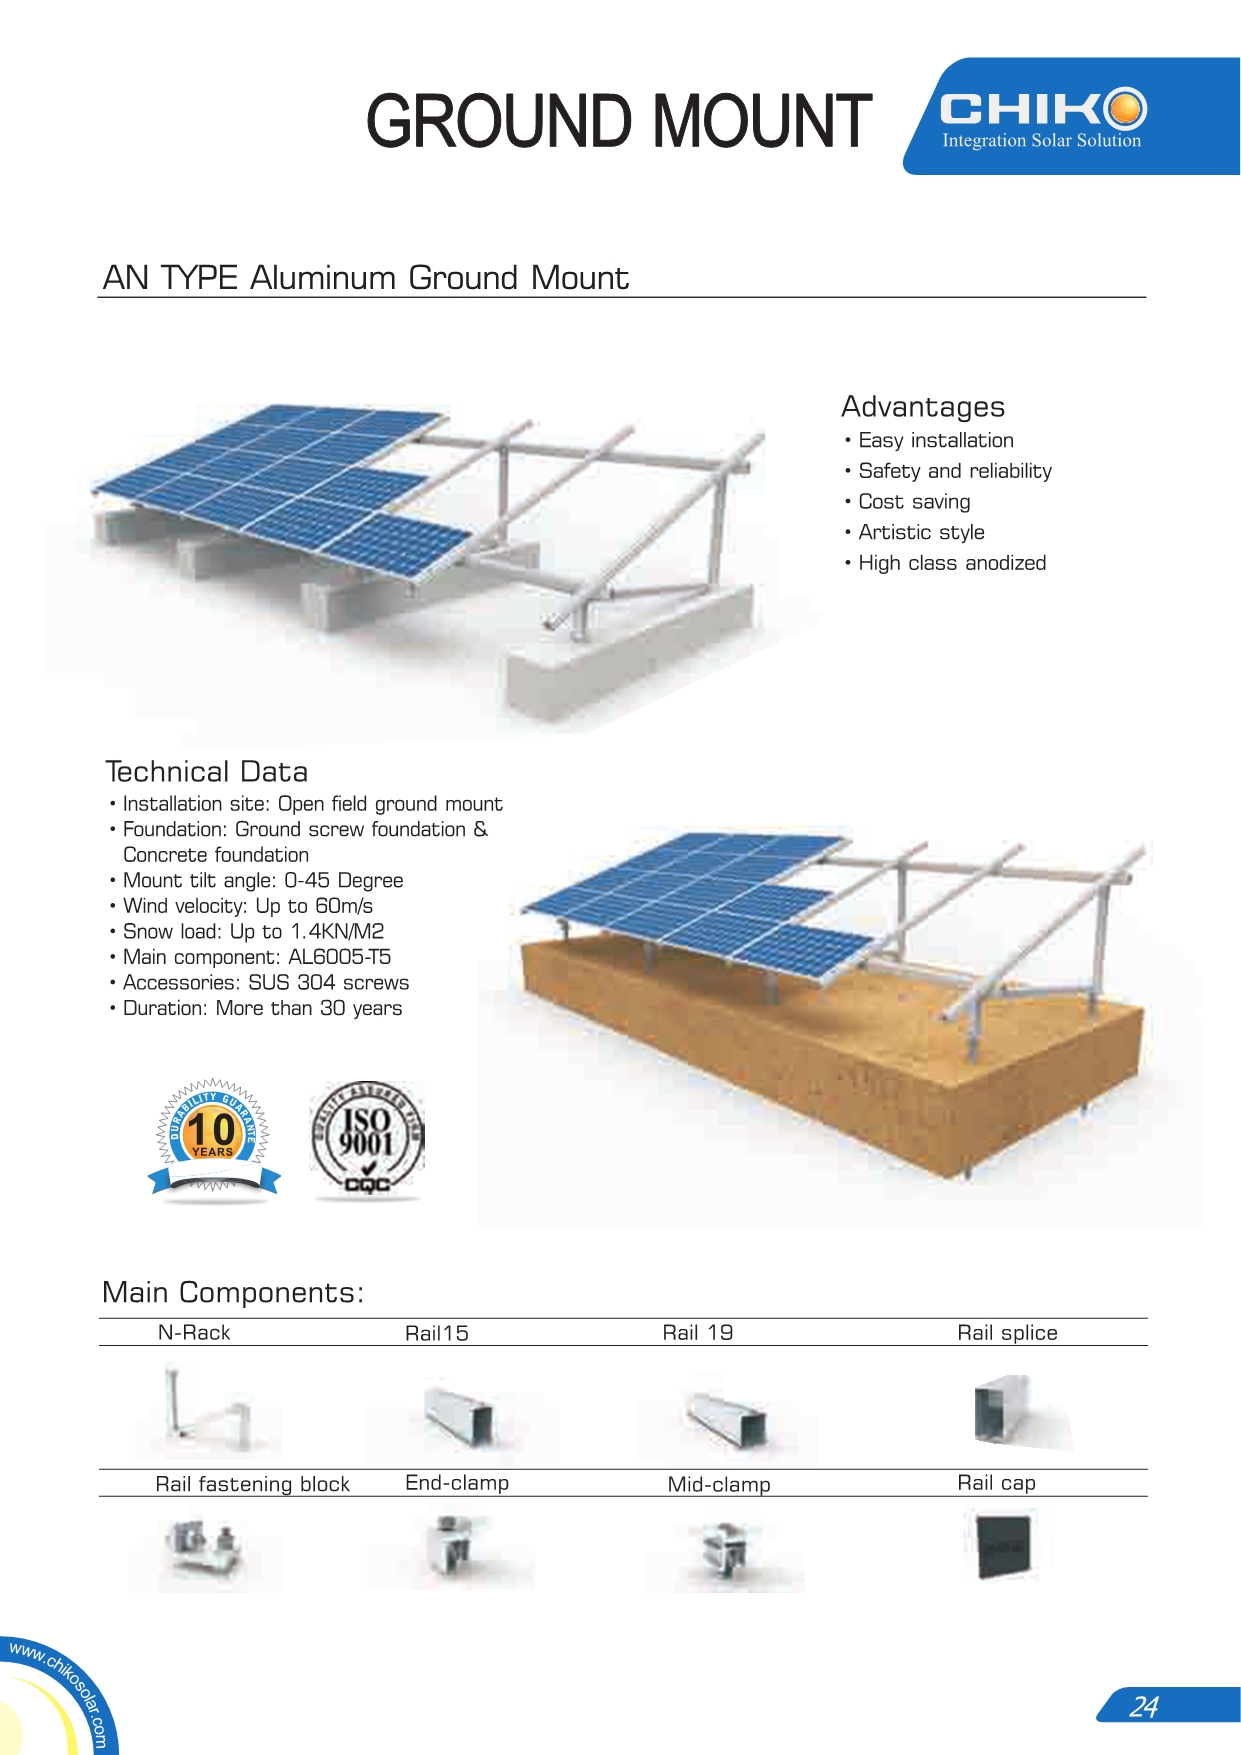 GROUND MOUNT
CHIKO
Integration Solar Solution
AN TYPE Aluminum Ground Mount
Advantages
• Easy installation
• Safety and reliability
• Cost saving
• Artistic style
• High class anodized
Technical Data
• Installation site: Open field ground mount
• Foundation: Ground screw foundation &
Concrete foundation
• Mount tilt angle: 0-45 Degree
• Wind velocity: Up to 60m/s
• Snow load: Up to 1.4KN/M2
• Main component: AL6005-T5
• Accessories: SUS 304 screws
• Duration: More than 30 years
DURABILITY GUARANTE
10
YEARS
QUALITY ASSURED FIRM
ISO
9001
CQC
Main Components:
N-Rack Rail15 Rail 19 Rail splice
Rail fastening block End-clamp Mid-clamp Rail cap
www.chikosolar.com
24